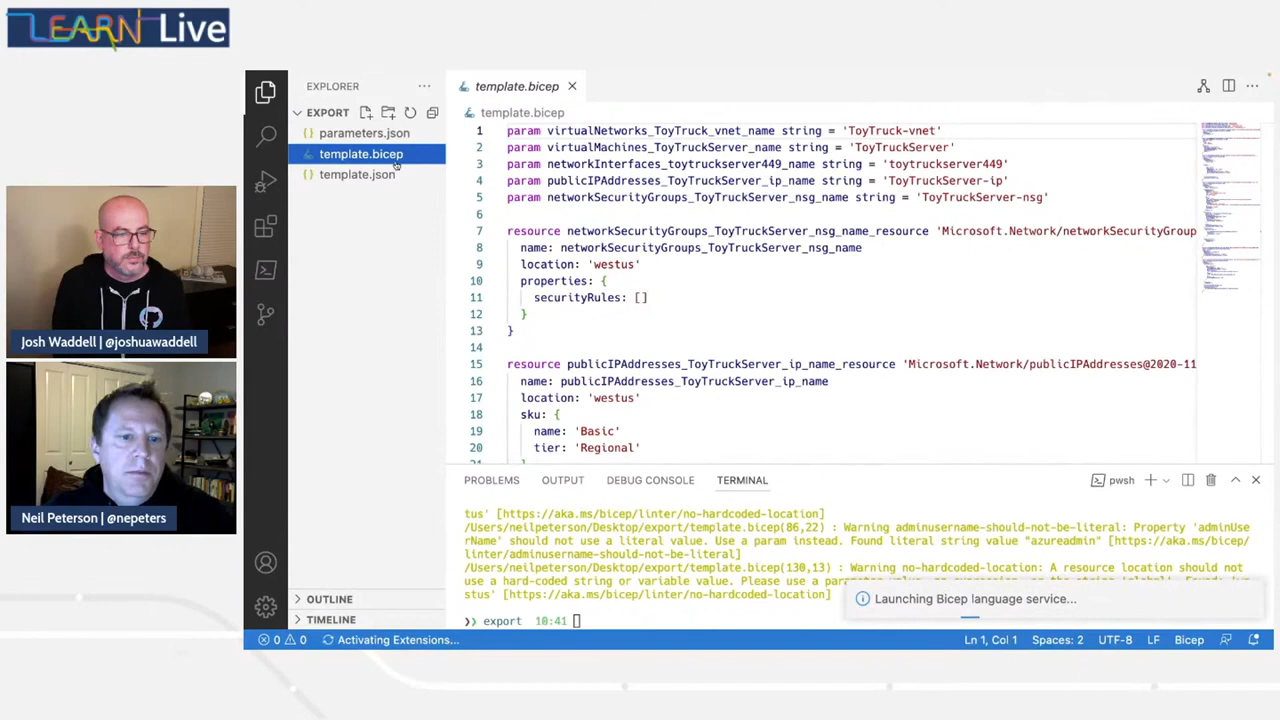 LEARN Live
EXPLORER
EXPORT
parameters.json
template.bicep
template.json
OUTLINE
TIMELINE
template.bicep
template.bicep
1 param virtualNetworks_ToyTruck_vnet_name string = 'ToyTruck-vnet'
2 param virtualMachines_ToyTruckServer_name string = 'ToyTruckServer'
3 param networkInterfaces_toytruckserver449_name string = 'toytruckserver449'
4 param publicIPAddresses_ToyTruckServer_ip_name string = 'ToyTruckServer-ip'
5 param networkSecurityGroups_ToyTruckServer_nsg_name string = 'ToyTruckServer-nsg'
6
7 resource networkSecurityGroups_ToyTruckServer_nsg_name_resource 'Microsoft.Network/networkSecurityGroup
8 name: networkSecurityGroups_ToyTruckServer_nsg_name
9 location: 'westus'
10 properties: {
11 securityRules: []
12 }
13 }
14
15 resource publicIPAddresses_ToyTruckServer_ip_name_resource 'Microsoft.Network/publicIPAddresses@2020-11
16 name: publicIPAddresses_ToyTruckServer_ip_name
17 location: 'westus'
18 sku: {
19 name: 'Basic'
20 tier: 'Regional'
PROBLEMS OUTPUT DEBUG CONSOLE TERMINAL
pwsh
tus' [https://aka.ms/bicep/linter/no-hardcoded-location]
/Users/neilpeterson/Desktop/export/template.bicep(86,22) : Warning adminusername-should-not-be-literal: Property 'adminUse
rName' should not use a literal value. Use a param instead. Found literal string value "azureadmin" [https://aka.ms/bicep/
linter/adminusername-should-not-be-literal]
/Users/neilpeterson/Desktop/export/template.bicep(130,13) : Warning no-hardcoded-location: A resource location should not
use a hard-coded string or variable value. Please use a
stus' [https://aka.ms/bicep/linter/no-hardcoded-location]
❯❯ export 10:41
Launching Bicep language service...
0 0 Activating Extensions...
Ln 1, Col 1 Spaces: 2 UTF-8 LF Bicep
Josh Waddell | @joshuawaddell
Neil Peterson | @nepeters